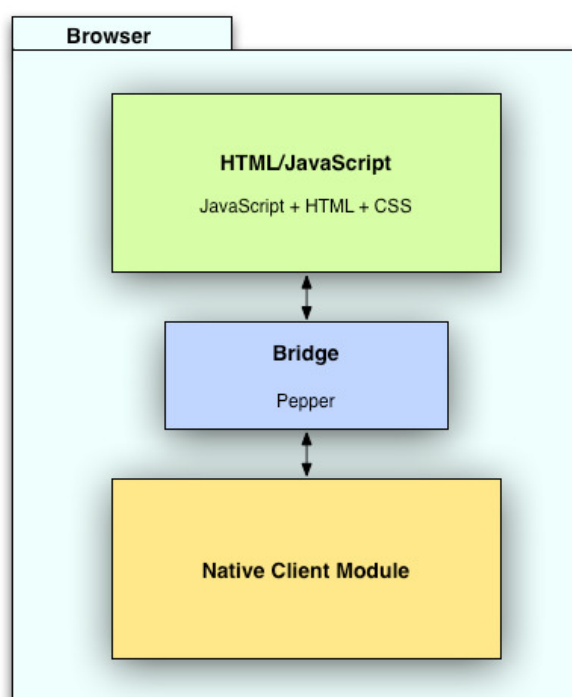 Browser
HTML/JavaScript
JavaScript + HTML + CSS
Bridge
Pepper
Native Client Module